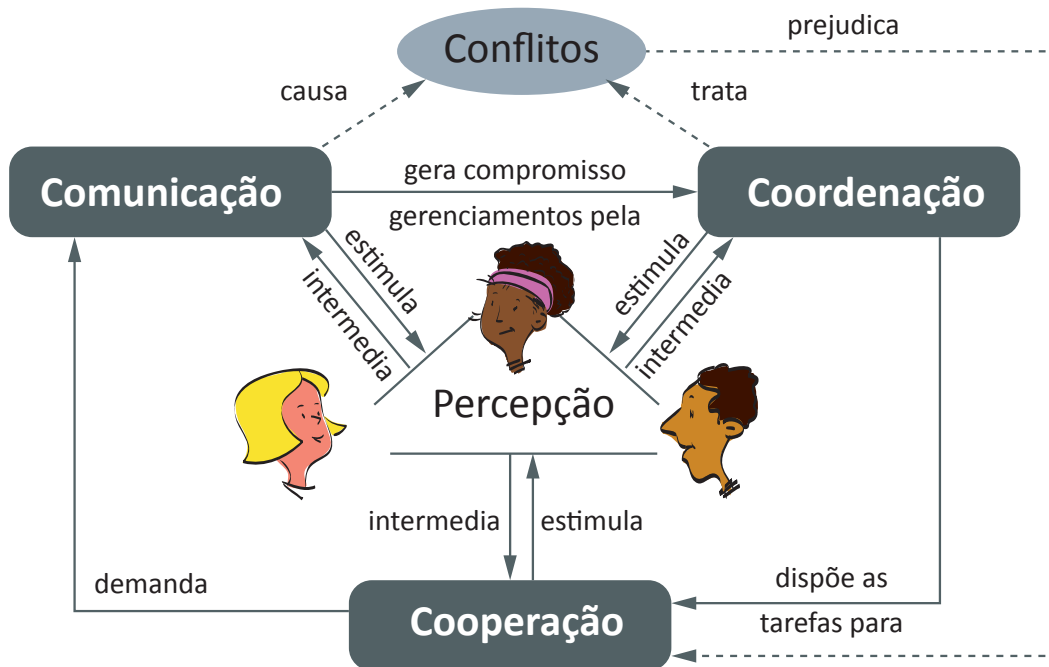 Conflitos
prejudica
causa
trata
Comunicação
gera compromisso
gerenciamentos pela
Coordenação
estimula
intermedia
estimula
intermedia
Percepção
intermedia
estimula
demanda
dispõe as
tarefas para
Cooperação